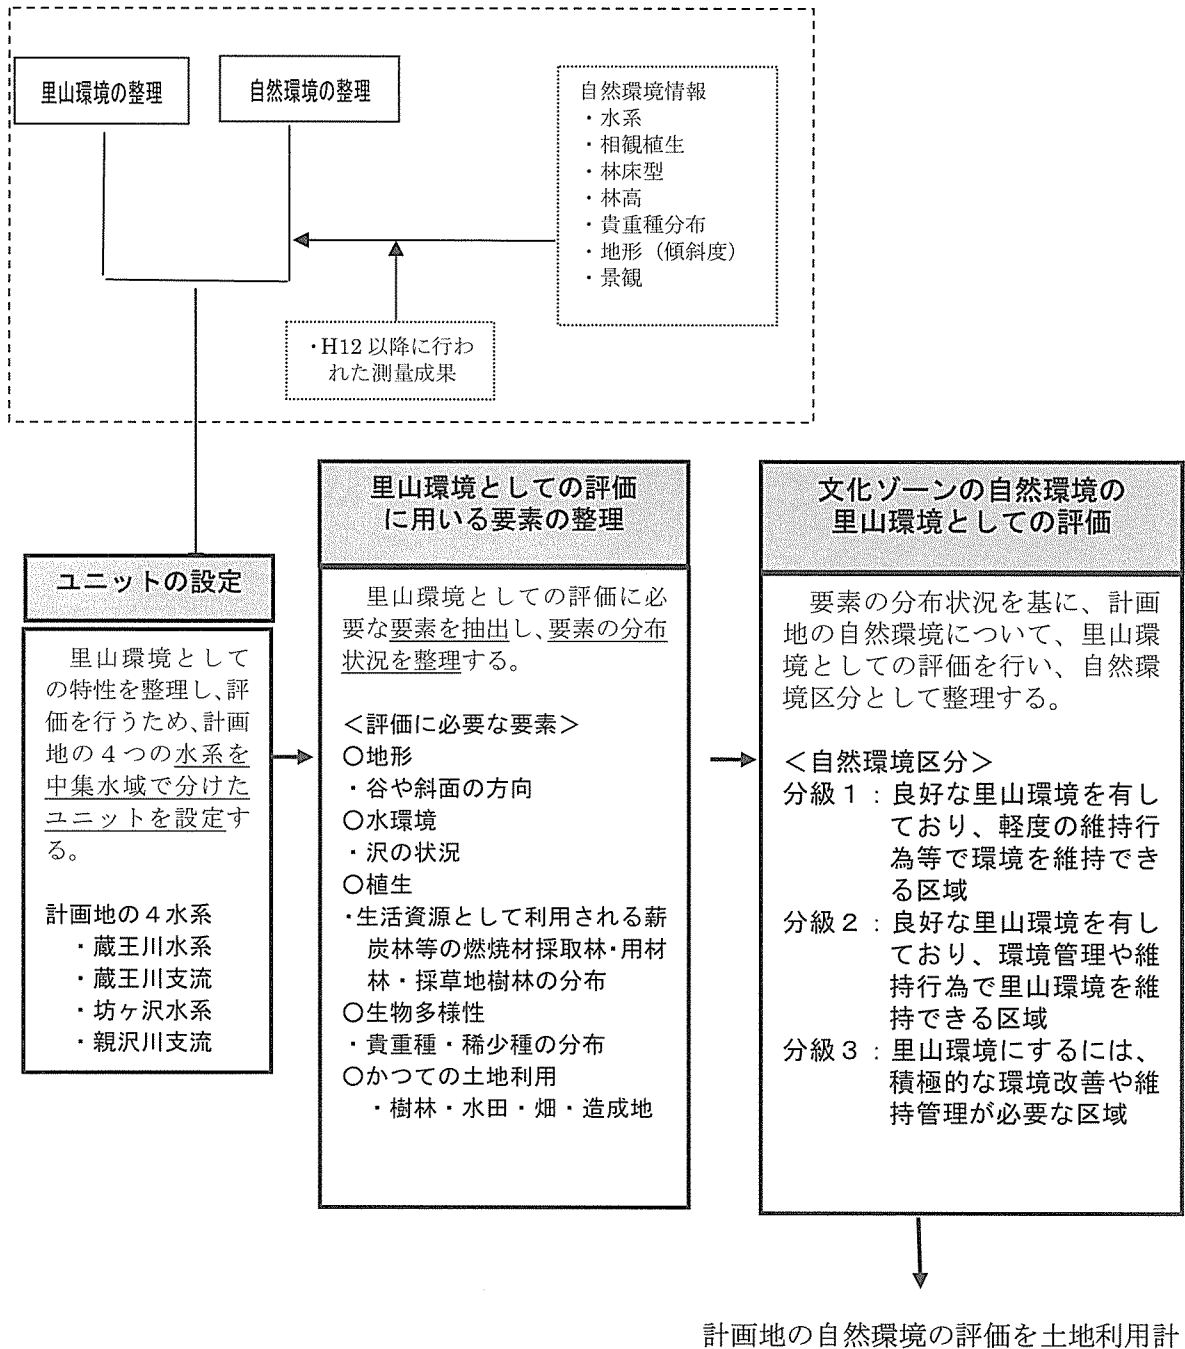 里山環境の整理
自然環境の整理
自然環境情報
・水系
・相観植生
・林床型
・林高
・貴重種分布
・地形（傾斜度）
・景観
・H12 以降に行わ
れた測量成果
ユニットの設定
里山環境として
の特性を整理し、評
価を行うため、計画
地の４つの水系を
中集水域で分けた
ユニットを設定す
る。
計画地の４水系
・蔵王川水系
・蔵王川支流
・坊ヶ沢水系
・親沢川支流
里山環境としての評価
に用いる要素の整理
里山環境としての評価に必
要な要素を抽出し、要素の分布
状況を整理する。
＜評価に必要な要素＞
○地形
・谷や斜面の方向
○水環境
・沢の状況
○植生
・生活資源として利用される薪
炭林等の燃焼材採取林・用材
林・採草地樹林の分布
○生物多様性
・貴重種・稀少種の分布
○かつての土地利用
・樹林・水田・畑・造成地
文化ゾーンの自然環境の
里山環境としての評価
要素の分布状況を基に、計画
地の自然環境について、里山環
境としての評価を行い、自然環
境区分として整理する。
＜自然環境区分＞
分級１：良好な里山環境を有し
ており、軽度の維持行
為等で環境を維持でき
る区域
分級２：良好な里山環境を有し
ており、環境管理や維
持行為で里山環境を維
持できる区域
分級３：里山環境にするには、
積極的な環境改善や維
持管理が必要な区域
計画地の自然環境の評価を土地利用計